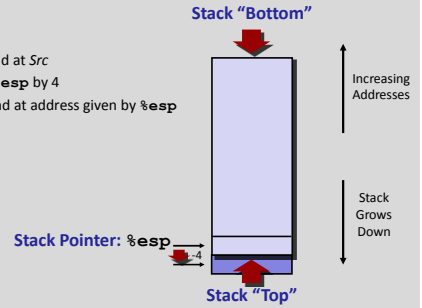 Stack “Bottom”
d at Src
esp by 4
nd at address given by %esp
Increasing
Addresses
Stack
Grows
Down
Stack Pointer: %esp
-4
Stack “Top”